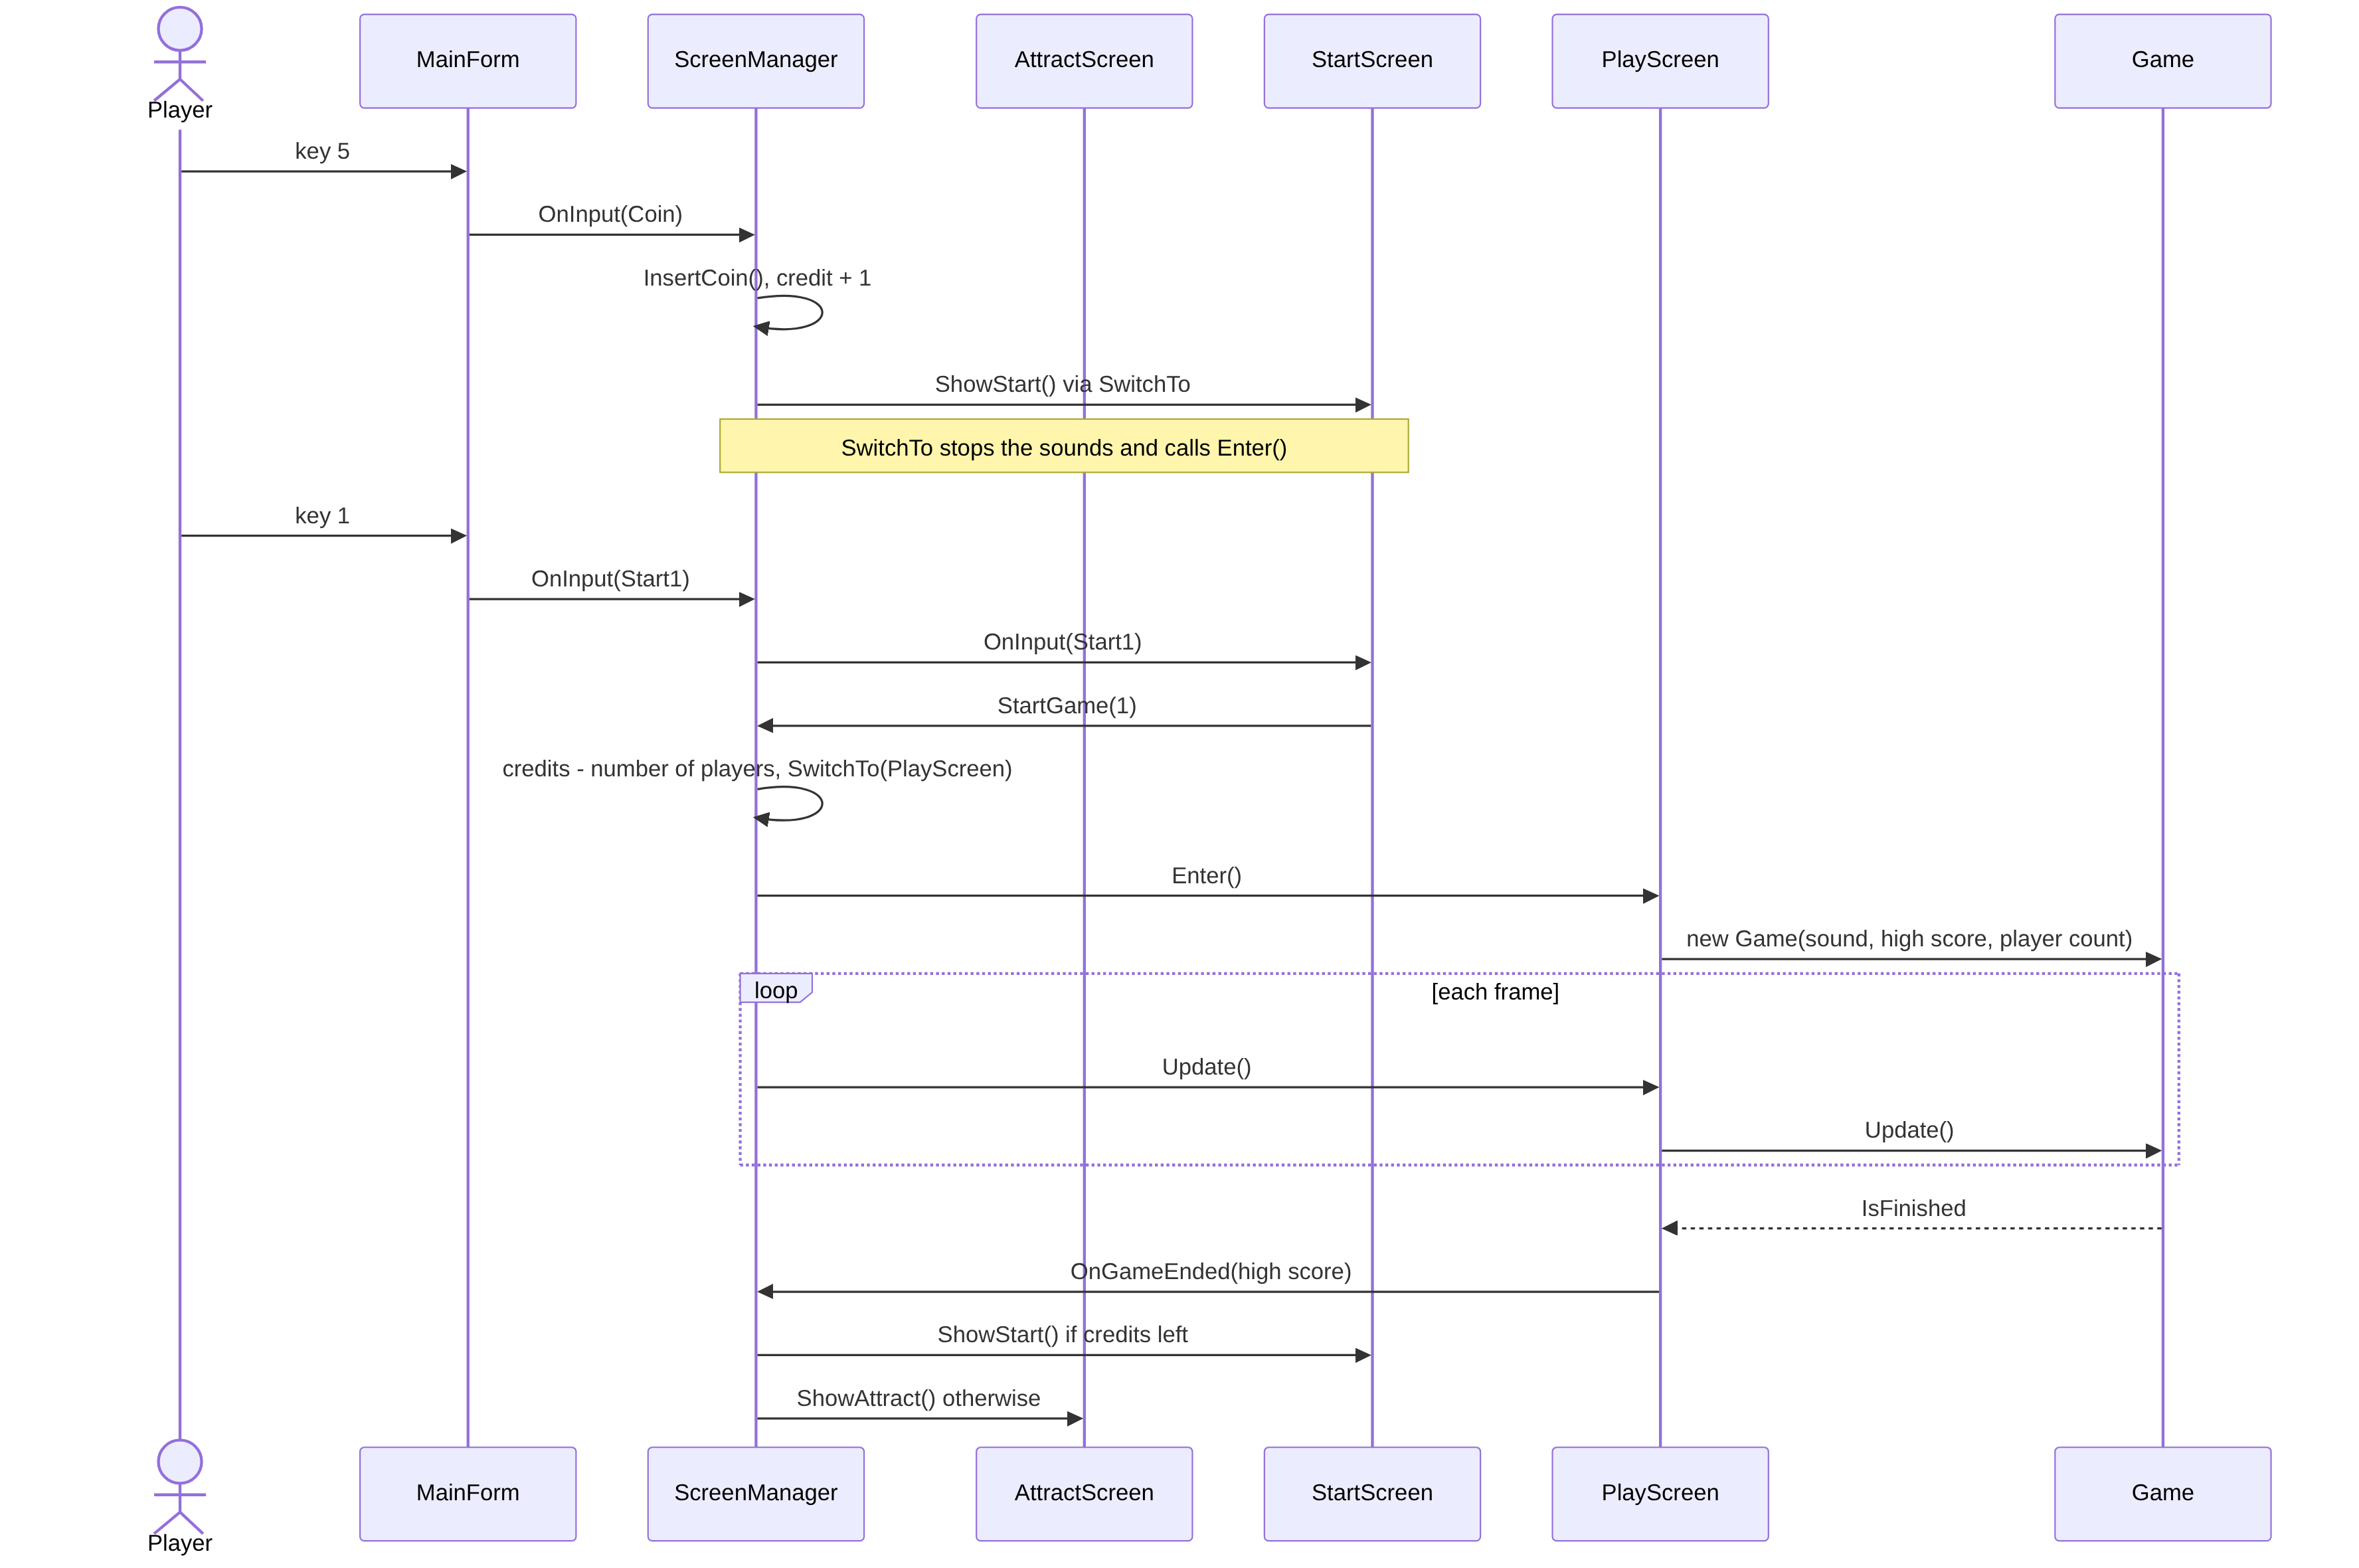 Player
MainForm
ScreenManager
AttractScreen
StartScreen
PlayScreen
Game
key 5
OnInput(Coin)
InsertCoin(), credit + 1
ShowStart() via SwitchTo
SwitchTo stops the sounds and calls Enter()
key 1
OnInput(Start1)
OnInput(Start1)
StartGame(1)
credits - number of players, SwitchTo(PlayScreen)
Enter()
new Game(sound, high score, player count)
loop
[each frame]
Update()
Update()
IsFinished
OnGameEnded(high score)
ShowStart() if credits left
ShowAttract() otherwise
Player
MainForm
ScreenManager
AttractScreen
StartScreen
PlayScreen
Game